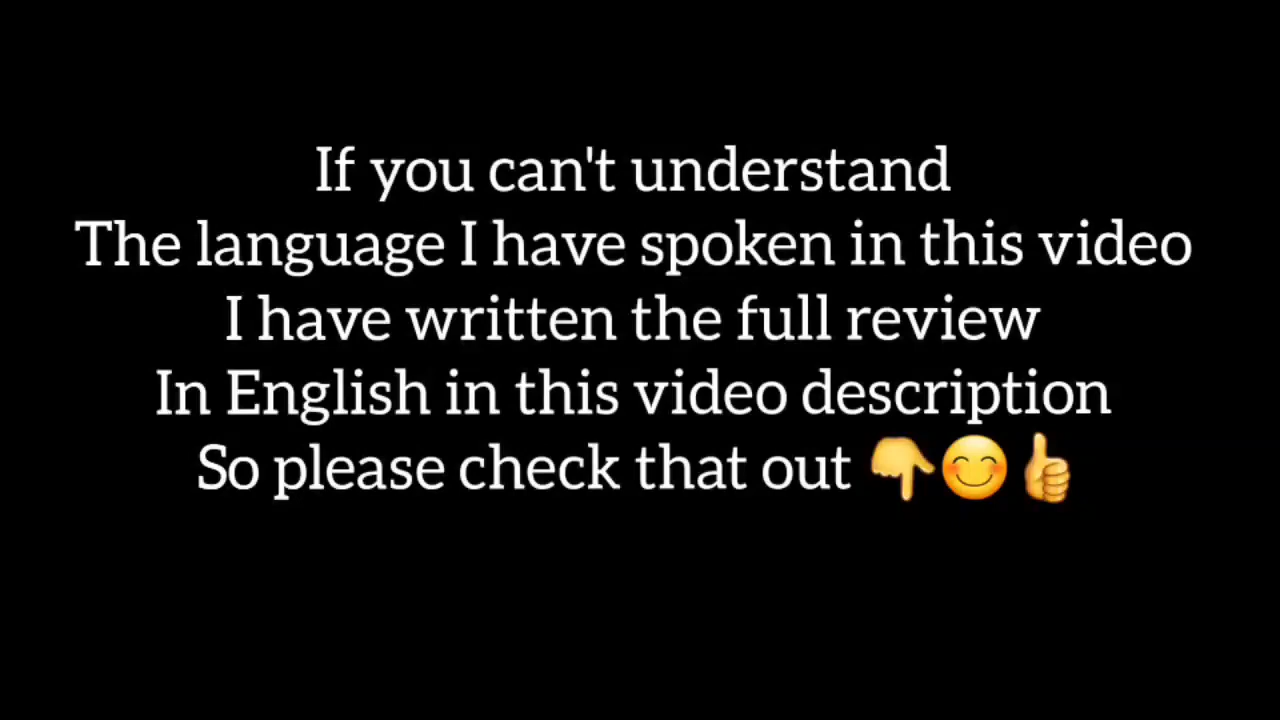 If you can't understand
The language I have spoken in this video
I have written the full review
In English in this video description
So please check that out 👇😊👍